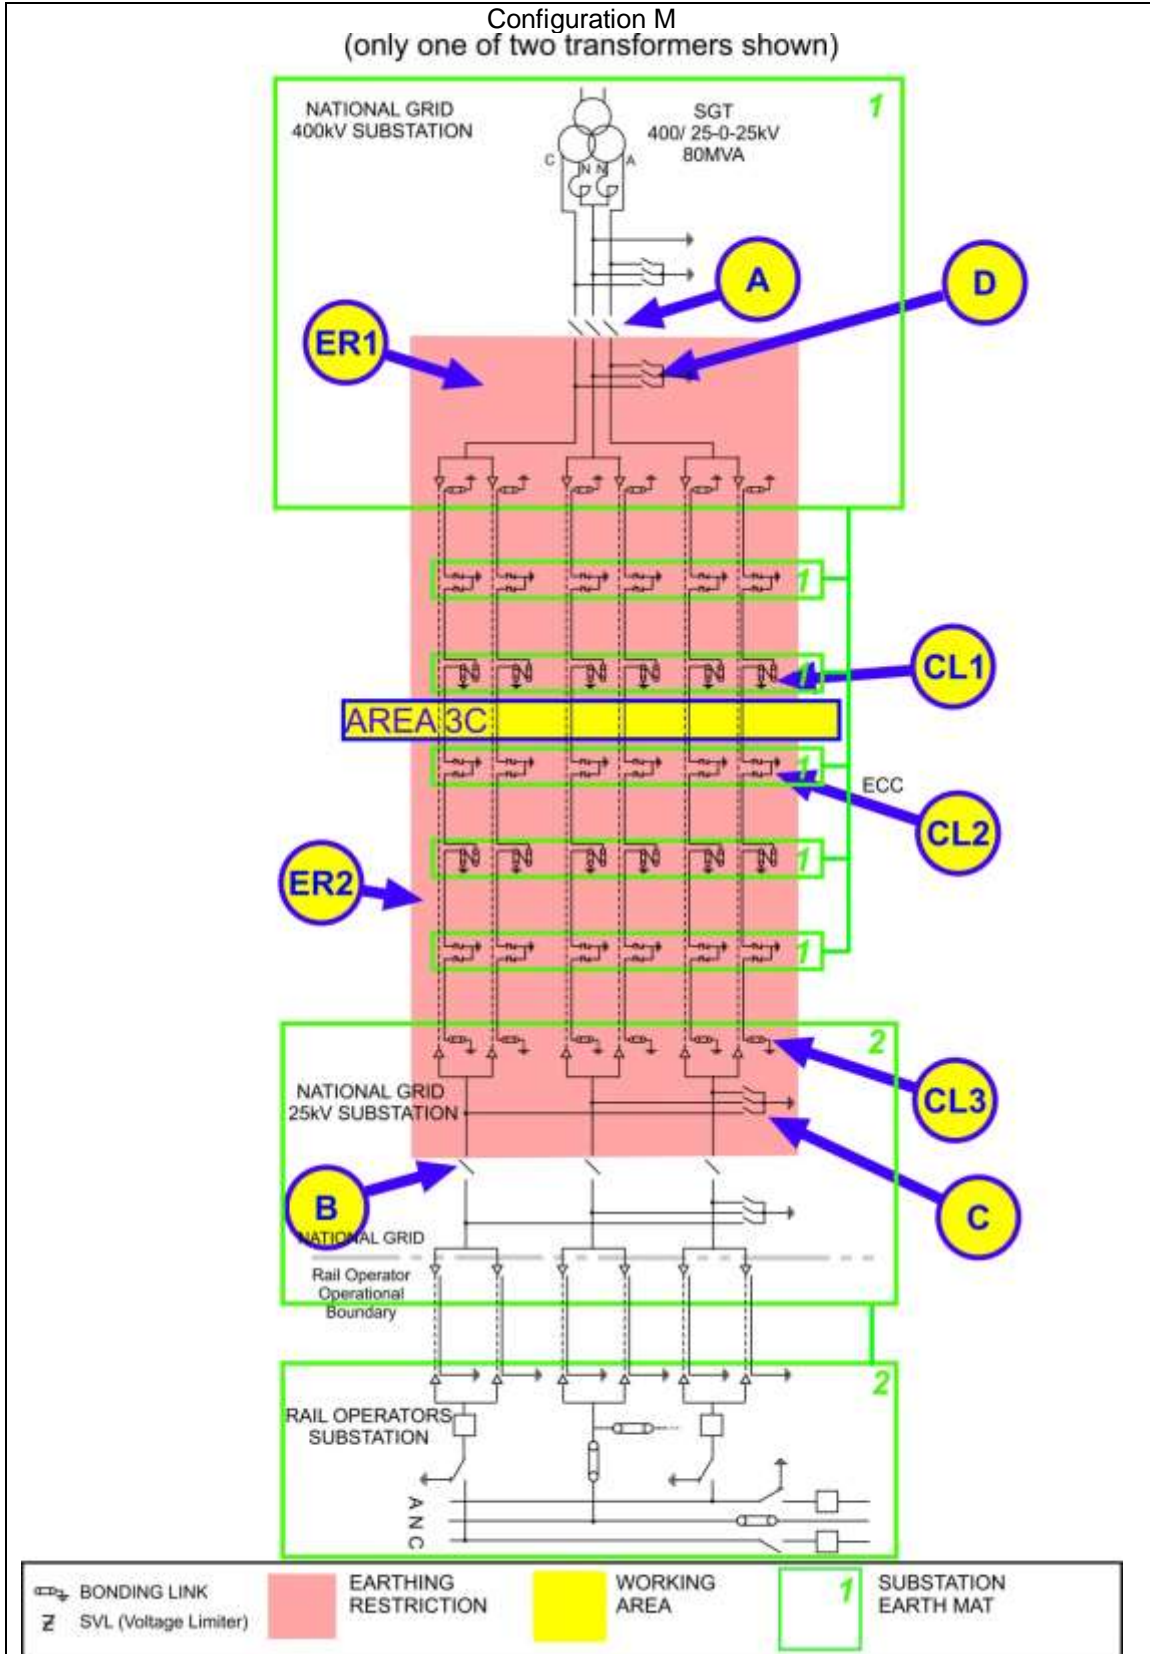 Configuration M
(only one of two transformers shown)
NATIONAL GRID
400kV SUBSTATION
SGT
400/ 25-0-25kV
80MVA
1
C
N
N
A
A
D
ER1
1
CL1
1
AREA 3C
1
ECC
CL2
1
ER2
1
2
NATIONAL GRID
25kV SUBSTATION
CL3
B
C
NATIONAL GRID
Rail Operator
Operational
Boundary
2
RAIL OPERATORS
SUBSTATION
A
N
C
BONDING LINK
SVL (Voltage Limiter)
EARTHING
RESTRICTION
WORKING
AREA
1
SUBSTATION
EARTH MAT